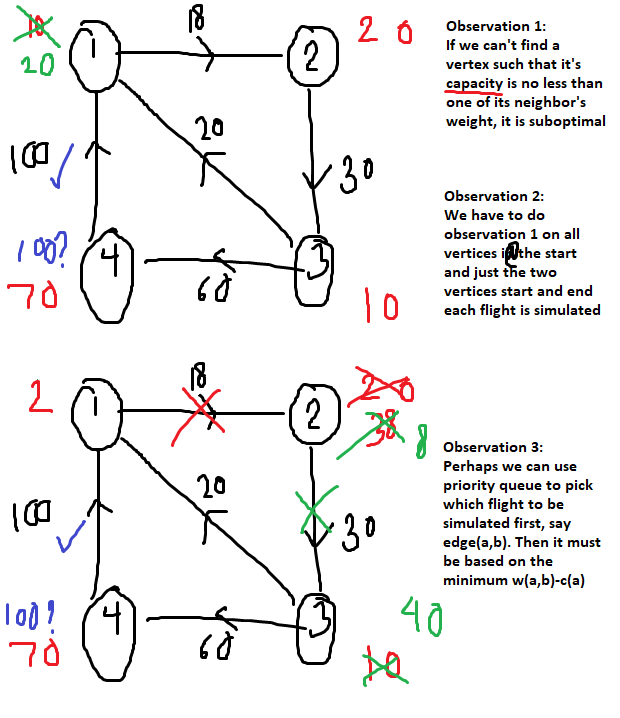 18
10
1
2
20
20
Observation 1:
If we can't find a
vertex such that it's
capacity is no less than
one of its neighbor's
weight, it is suboptimal
20
100
30
Observation 2:
We have to do
observation 1 on all
vertices @ the start
and just the two
vertices start and end
each flight is simulated
100?
4
3
70
60
10
18
2
1
2
20
38
8
Observation 3:
Perhaps we can use
priority queue to pick
which flight to be
simulated first, say
edge(a,b). Then it must
be based on the
minimum w(a,b)-c(a)
20
100
30
100?
4
3
40
70
60
10